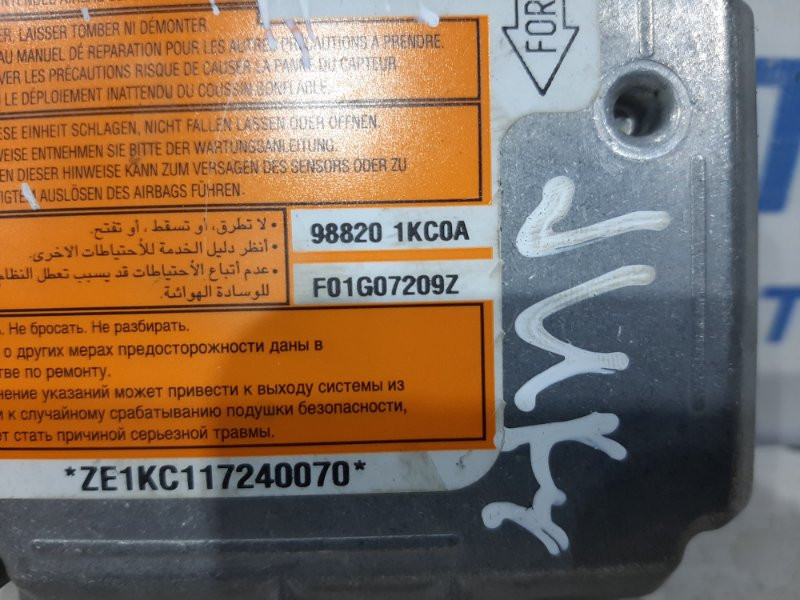 FOR
LAISSER TOMBER NI DÉMONTER.
AU MANUEL DE RÉPARATION POUR LES AUTRES PRÉCAUTIONS A PRENDRE.
LES PRÉCAUTIONS RISQUE DE CAUSER LA PANNE DU CAPTEUR
LE DÉPLOIEMENT INATTENDU DU COUSSIN GONFLABLE.
EINHEIT SCHLAGEN, NICHT FALLEN LASSEN ODER ÖFFNEN.
ENTNEHMEN SIE BITTE DER WARTUNGSANLEITUNG.
DIESER HINWEISE KANN ZUM VERSAGEN DES SENSORS ODER ZU
AUSLÖSEN DES AIRBAGS FÜHREN.
• لا تطرق، أو تسقط، أو تفتح.
• أنظر دليل الخدمة للأحتياطات الاخرى.
• عدم أتباع الأحتياطات قد يسبب تعطل النظام
للوسادة الهوائية.
98820 1KC0A
F01G07209Z
Не бросать. Не разбирать.
о других мерах предосторожности даны в
по ремонту.
указаний может привести к выходу системы из
и к случайному срабатыванию подушки безопасности,
стать причиной серьезной травмы.
*ZE1KC117240070*